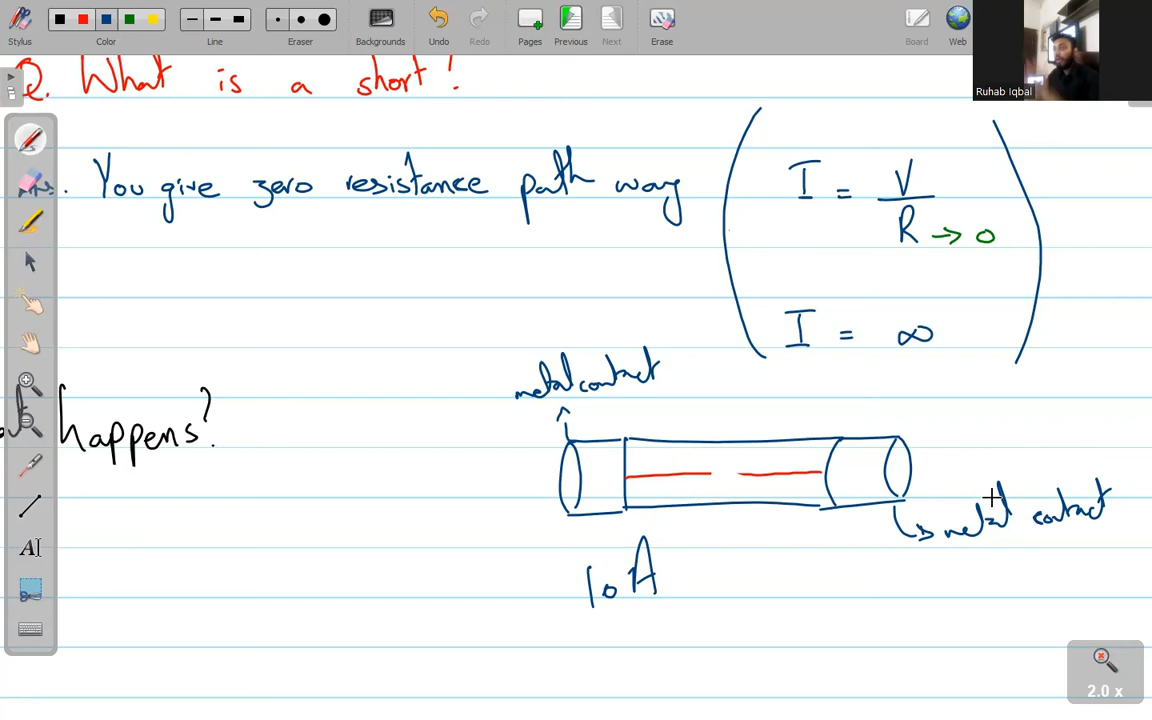 Stylus
Color
Line
Eraser
Backgrounds
Undo
Redo
Pages
Previous
Next
Erase
Board
Web
Ruhab Iqbal
Q. What is a short?
Ans. You give zero resistance path way
I = V / R → 0
I = ∞
metal contact
happens?
metal contact
10A
A
2.0 x